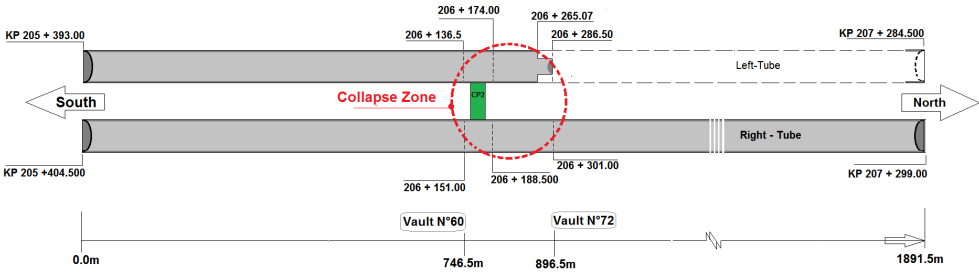 206 + 174.00
206 + 265.07
KP 205 + 393.00
206 + 136.5
206 + 286.50
KP 207 + 284.500
Left-Tube
South
Collapse Zone
CP2
North
Right - Tube
KP 205 +404.500
206 + 151.00
206 + 188.500
206 + 301.00
KP 207 + 299.00
Vault N°60
Vault N°72
0.0m
746.5m
896.5m
1891.5m